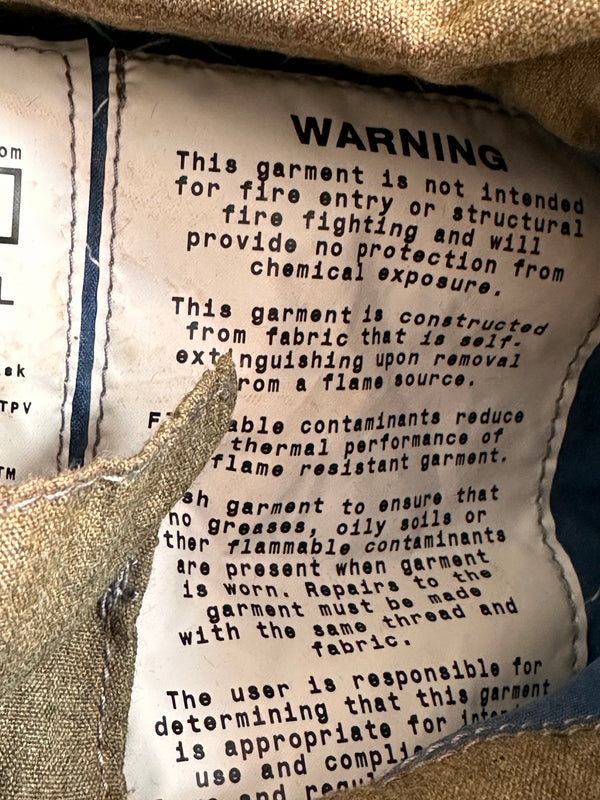 om
L
sk
TPV
TM
WARNING
This garment is not intended
for fire entry or structural
fire fighting and will
provide no protection from
chemical exposure.
This garment is constructed
from fabric that is self-
extinguishing upon removal
rom a flame source.
able contaminants reduce
thermal performance of
flame resistant garment.
sh garment to ensure that
no greases, oily soils or
ther flammable contaminants
are present when garment
is worn. Repairs to the
garment must be made
with the same thread and
fabric.
The user is responsible for
determining that this garment
is appropriate for
use and
and